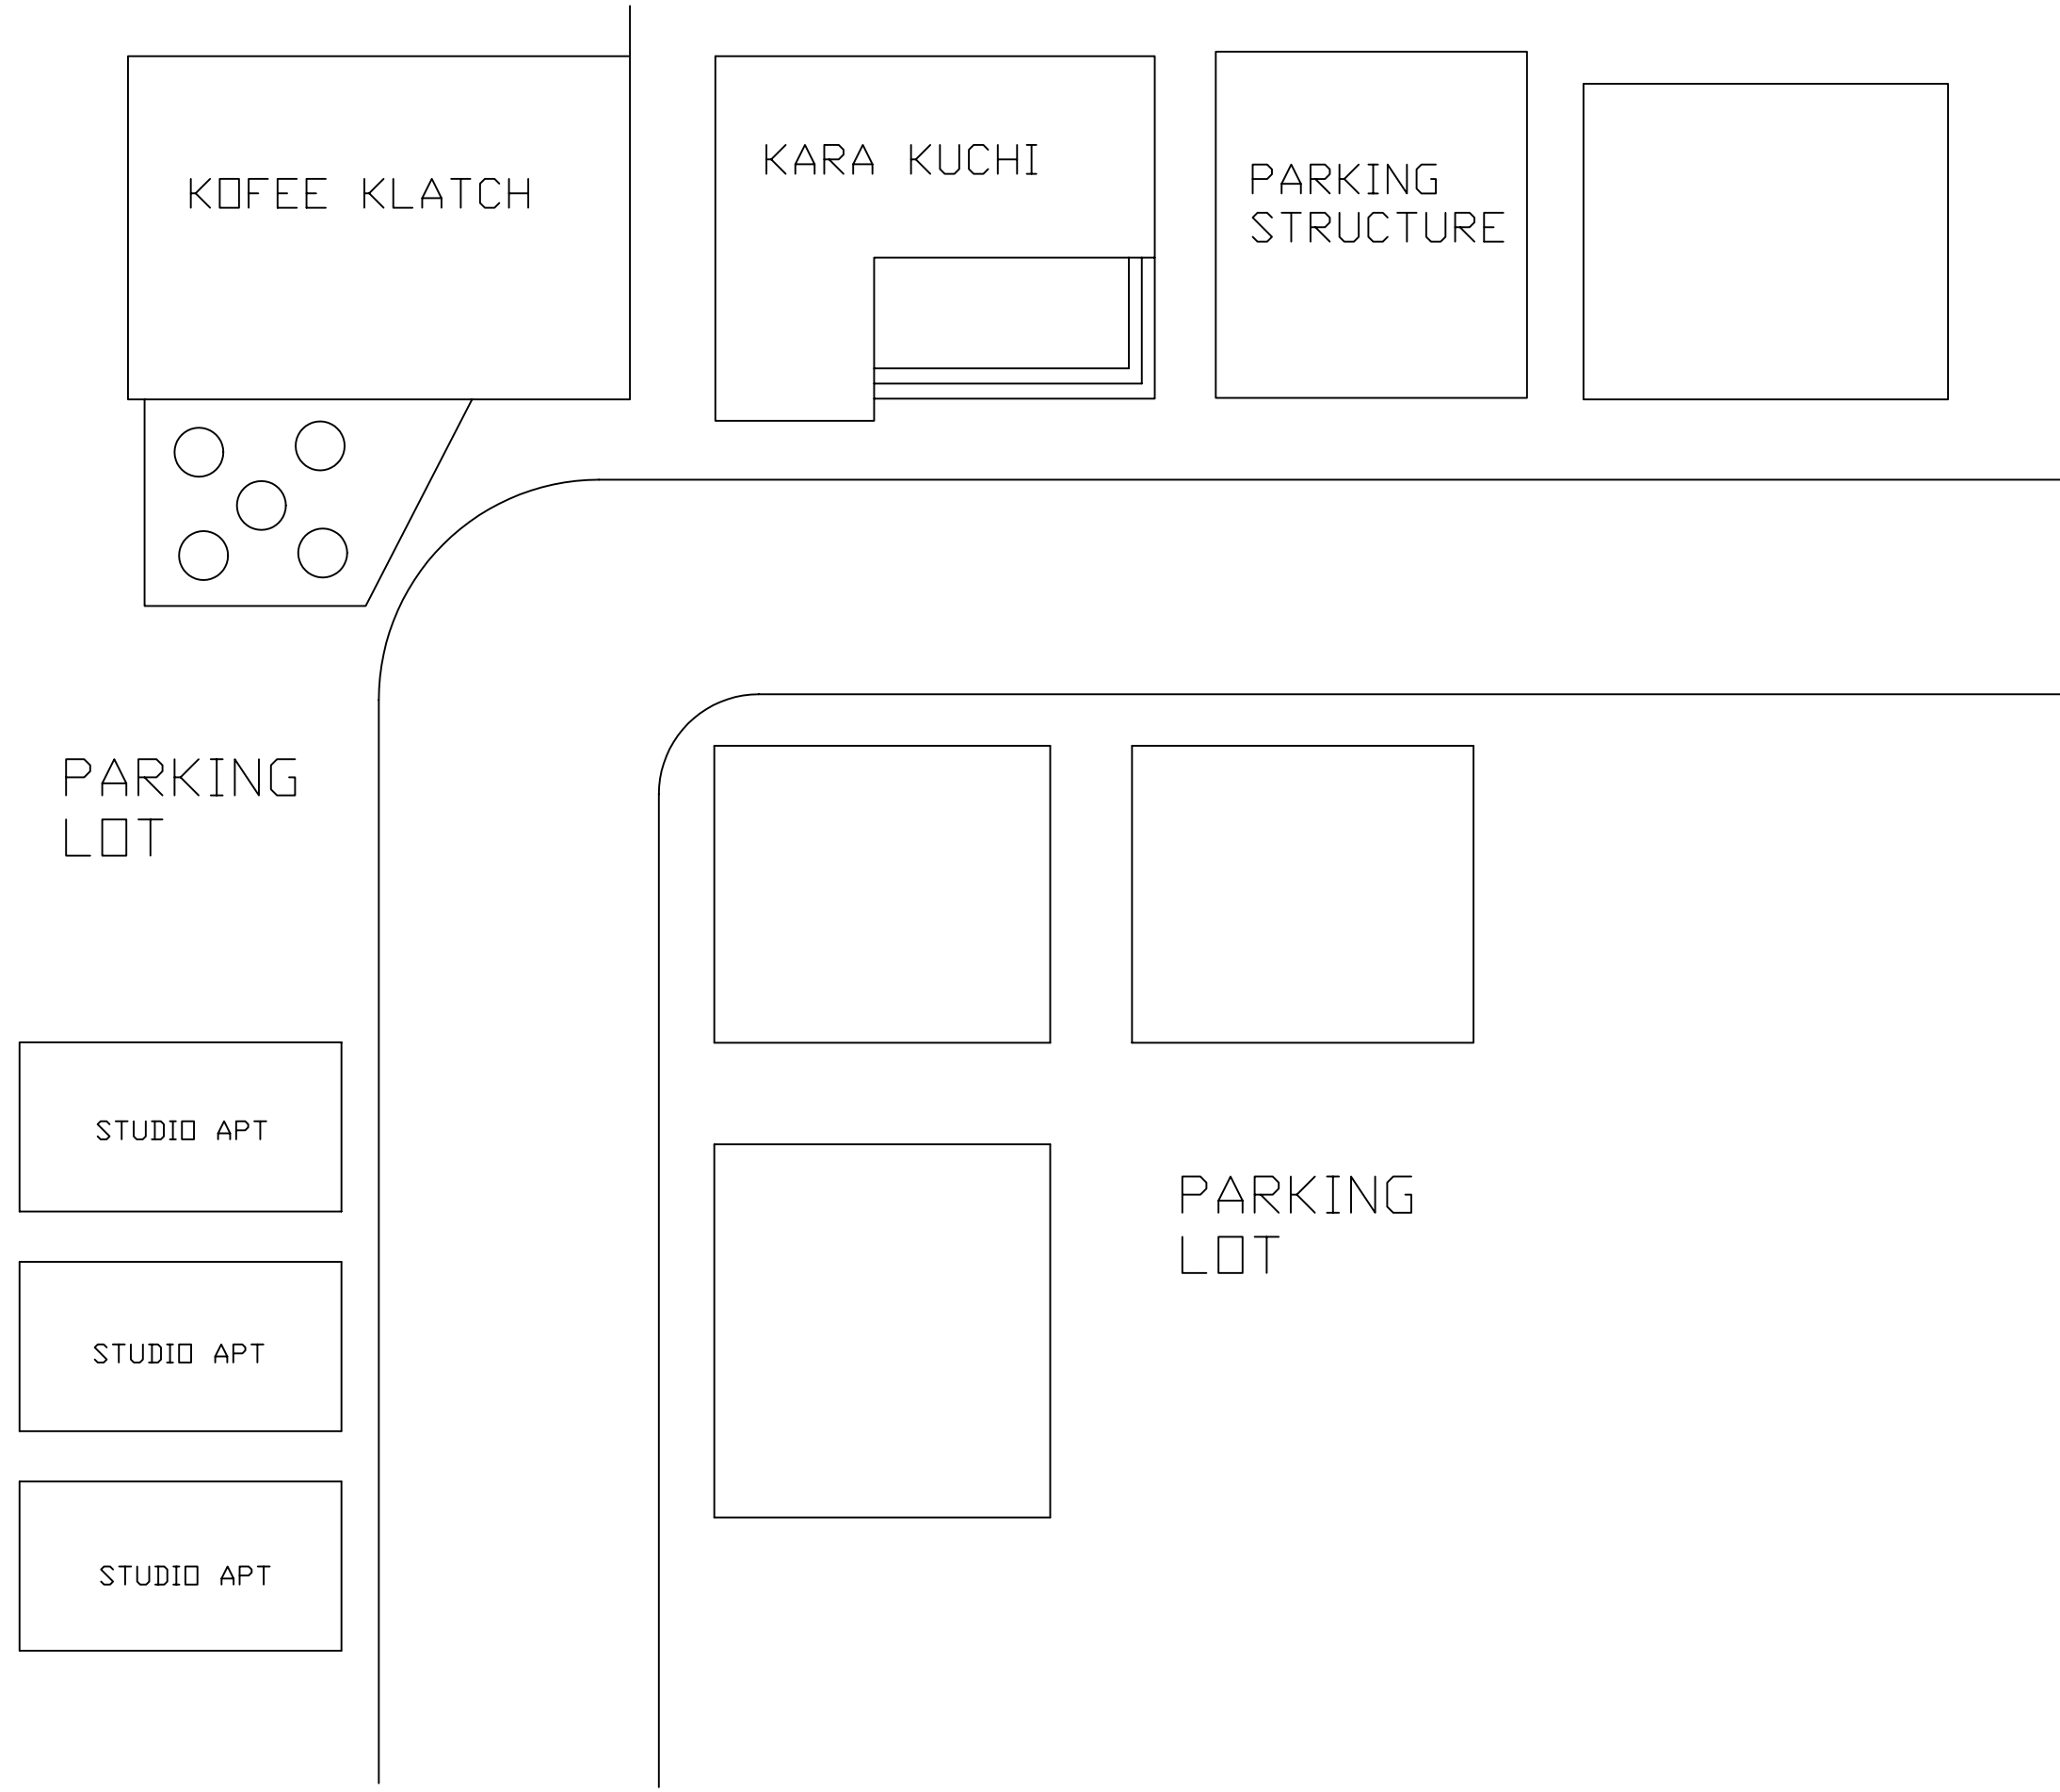 KOFEE KLATCH
KARA KUCHI
PARKING
STRUCTURE
PARKING
LOT
STUDIO APT
PARKING
LOT
STUDIO APT
STUDIO APT